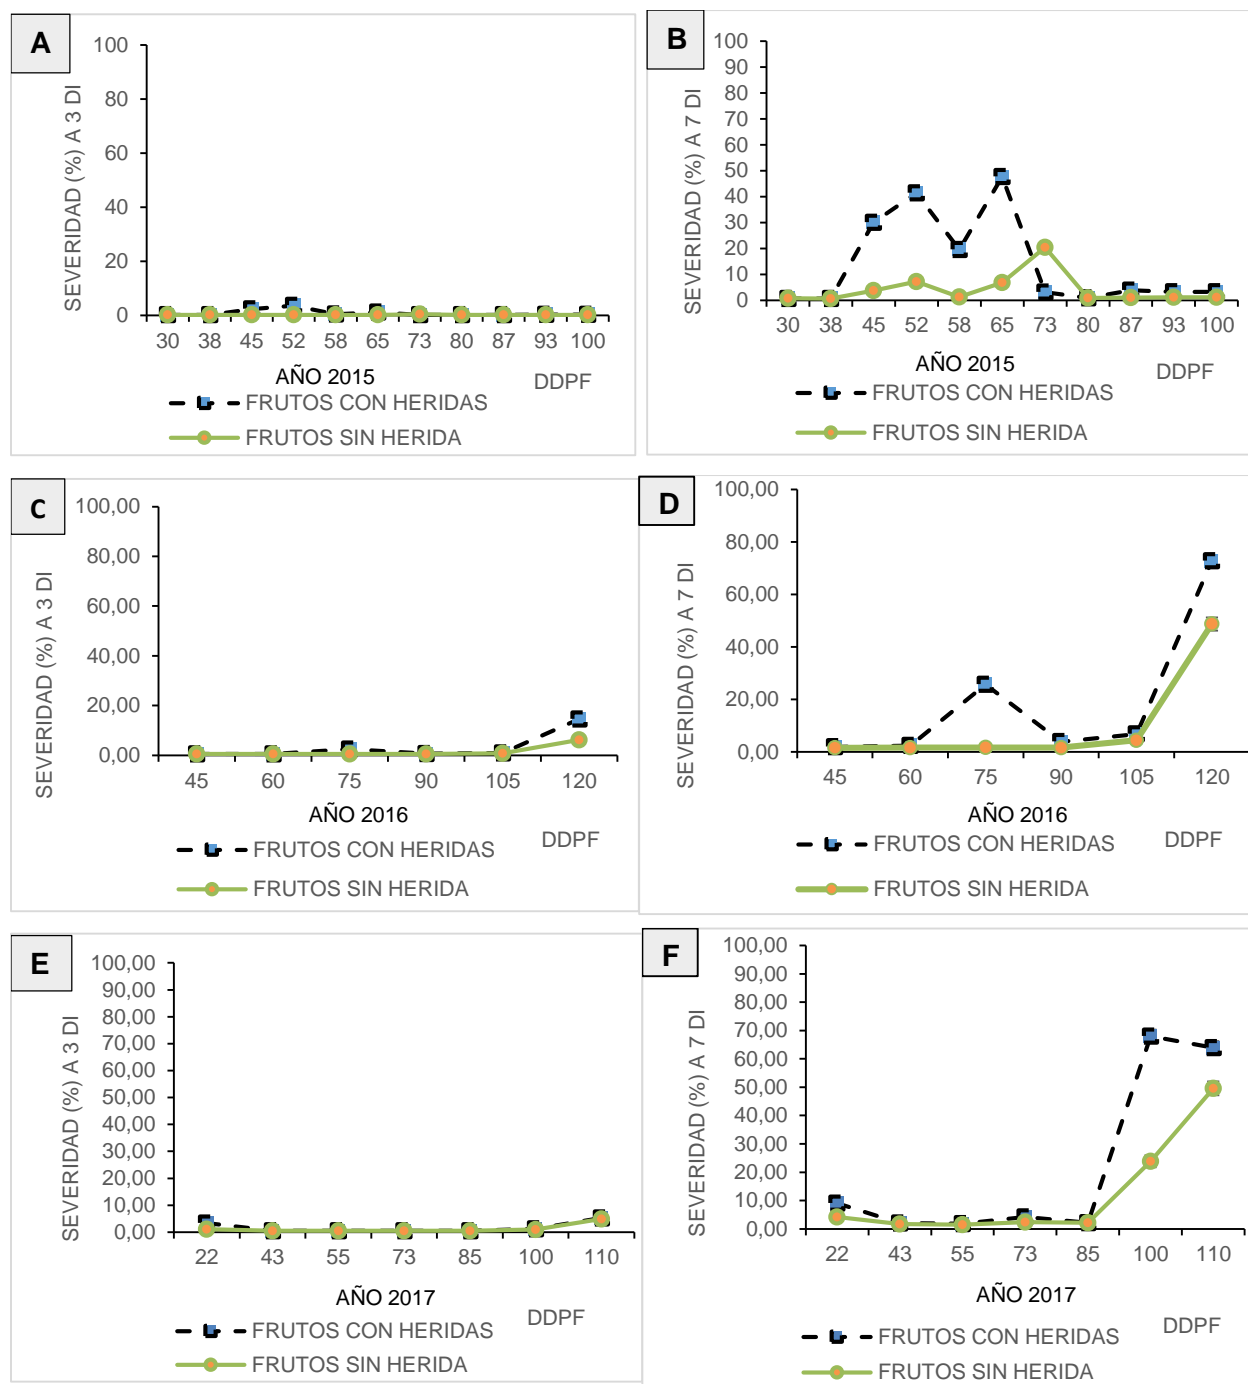 A
SEVERIDAD (%) A 3 DI
100
80
60
40
20
0
30 38 45 52 58 65 73 80 87 93 100
AÑO 2015
DDPF
FRUTOS CON HERIDAS
FRUTOS SIN HERIDA
B
SEVERIDAD (%) A 7 DI
100
90
80
70
60
50
40
30
20
10
0
30 38 45 52 58 65 73 80 87 93 100
AÑO 2015
DDPF
FRUTOS CON HERIDAS
FRUTOS SIN HERIDA
C
SEVERIDAD (%) A 3 DI
100,00
80,00
60,00
40,00
20,00
0,00
45 60 75 90 105 120
AÑO 2016
DDPF
FRUTOS CON HERIDAS
FRUTOS SIN HERIDA
D
SEVERIDAD (%) A 7 DI
100,00
80,00
60,00
40,00
20,00
0,00
45 60 75 90 105 120
AÑO 2016
DDPF
FRUTOS CON HERIDAS
FRUTOS SIN HERIDA
E
SEVERIDAD (%) A 3 DI
100,00
90,00
80,00
70,00
60,00
50,00
40,00
30,00
20,00
10,00
0,00
22 43 55 73 85 100 110
AÑO 2017
DDPF
FRUTOS CON HERIDAS
FRUTOS SIN HERIDA
F
SEVERIDAD (%) A 7 DI
100,00
90,00
80,00
70,00
60,00
50,00
40,00
30,00
20,00
10,00
0,00
22 43 55 73 85 100 110
AÑO 2017
DDPF
FRUTOS CON HERIDAS
FRUTOS SIN HERIDA